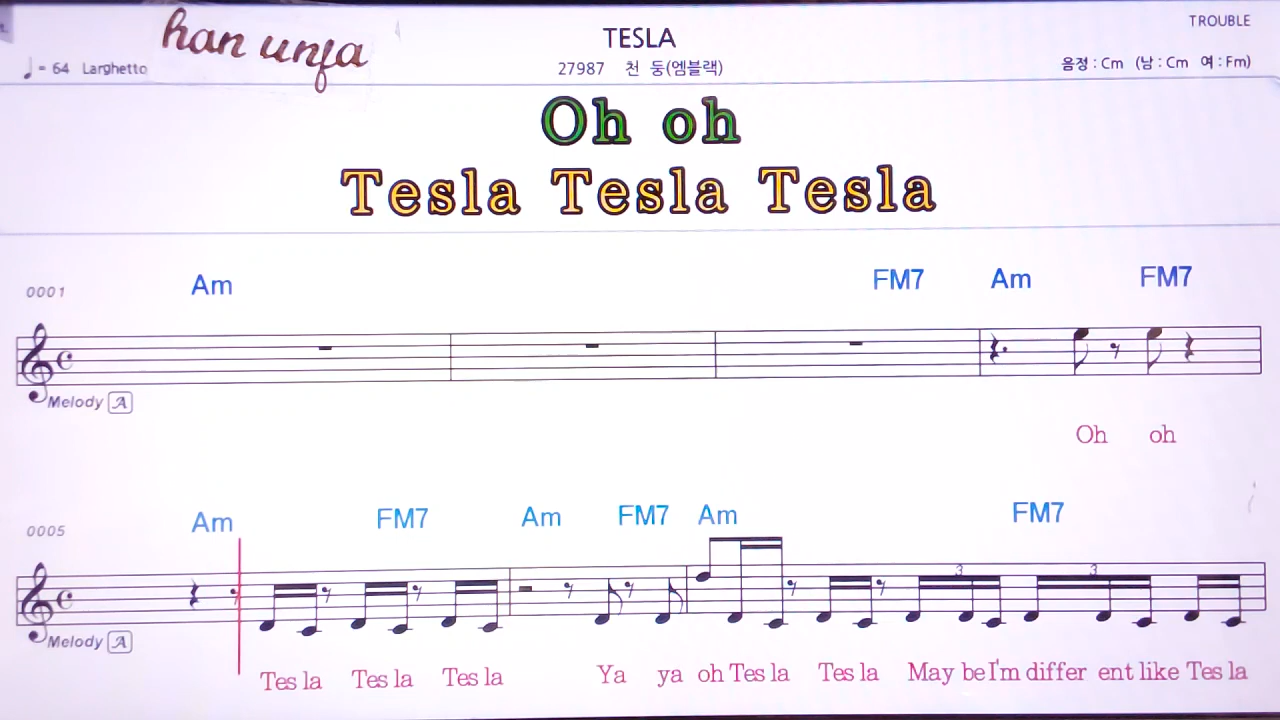 TROUBLE
han unfa
TESLA
♩= 64 Larghetto
27987 천 둥(엠블랙)
음정 : Cm (남 : Cm 여 : Fm)
Oh oh
Tesla Tesla Tesla
0001 Am FM7 Am FM7
Melody A
Oh oh
0005 Am FM7 Am FM7 Am FM7
3 3
Melody A
Tes la Tes la Tes la Ya ya oh Tes la Tes la May be I'm differ ent like Tes la